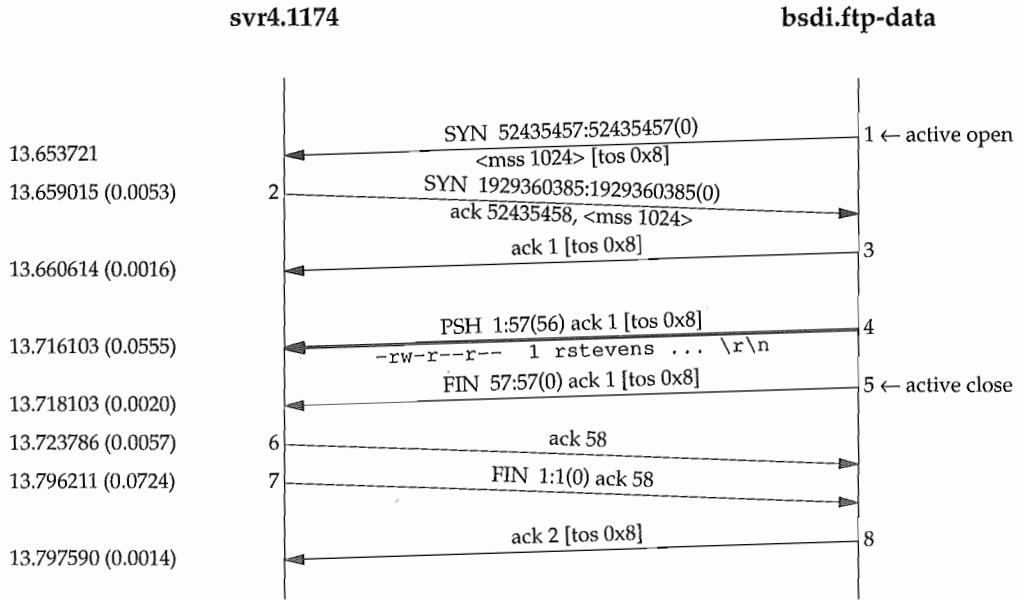 svr4.1174 bsdi.ftp-data
SYN 52435457:52435457(0) 1 ← active open
13.653721 <mss 1024> [tos 0x8]
13.659015 (0.0053) 2 SYN 1929360385:1929360385(0)
ack 52435458, <mss 1024>
ack 1 [tos 0x8] 3
13.660614 (0.0016)
PSH 1:57(56) ack 1 [tos 0x8] 4
13.716103 (0.0555) -rw-r--r-- 1 rstevens ... \r\n
FIN 57:57(0) ack 1 [tos 0x8] 5 ← active close
13.718103 (0.0020)
13.723786 (0.0057) 6 ack 58
13.796211 (0.0724) 7 FIN 1:1(0) ack 58
ack 2 [tos 0x8] 8
13.797590 (0.0014)